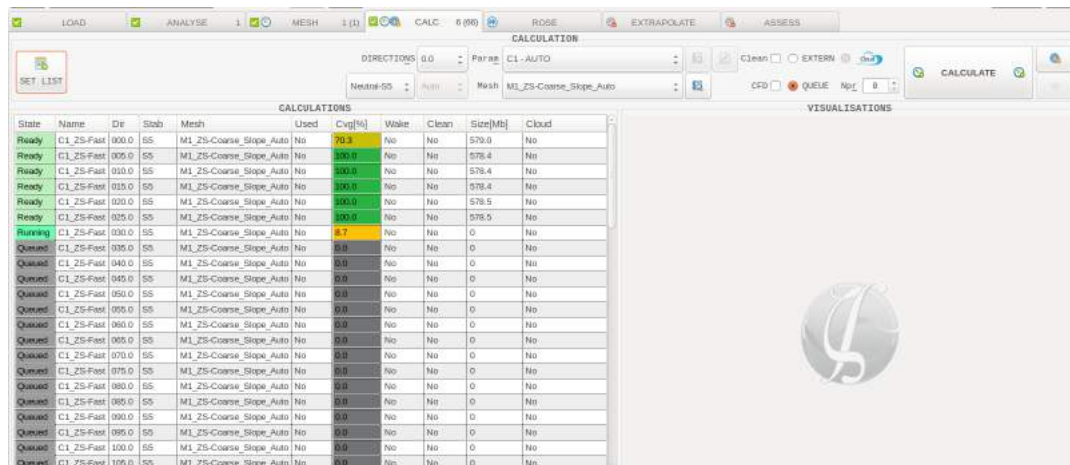 LOAD ANALYSE 1 MESH 1 (1) CALC 6 (66) ROSE EXTRAPOLATE ASSESS
CALCULATION
SET LIST DIRECTIONS 0.0 Param C1 - AUTO Clean EXTERN Cloud CALCULATE
Neutral-S5 Auto Mesh M1_ZS-Coarse_Slope_Auto CFD QUEUE Npr 8
CALCULATIONS VISUALISATIONS
State Name Dir Stab Mesh Used Cvg[%] Wake Clean Size[Mb] Cloud
Ready C1_ZS-Fast 000.0 S5 M1_ZS-Coarse_Slope_Auto No 70.3 No No 579.0 No
Ready C1_ZS-Fast 005.0 S5 M1_ZS-Coarse_Slope_Auto No 100.0 No No 578.4 No
Ready C1_ZS-Fast 010.0 S5 M1_ZS-Coarse_Slope_Auto No 100.0 No No 578.4 No
Ready C1_ZS-Fast 015.0 S5 M1_ZS-Coarse_Slope_Auto No 100.0 No No 578.4 No
Ready C1_ZS-Fast 020.0 S5 M1_ZS-Coarse_Slope_Auto No 100.0 No No 578.5 No
Ready C1_ZS-Fast 025.0 S5 M1_ZS-Coarse_Slope_Auto No 100.0 No No 578.5 No
Running C1_ZS-Fast 030.0 S5 M1_ZS-Coarse_Slope_Auto No 8.7 No No 0 No
Queued C1_ZS-Fast 035.0 S5 M1_ZS-Coarse_Slope_Auto No 0.0 No No 0 No
Queued C1_ZS-Fast 040.0 S5 M1_ZS-Coarse_Slope_Auto No 0.0 No No 0 No
Queued C1_ZS-Fast 045.0 S5 M1_ZS-Coarse_Slope_Auto No 0.0 No No 0 No
Queued C1_ZS-Fast 050.0 S5 M1_ZS-Coarse_Slope_Auto No 0.0 No No 0 No
Queued C1_ZS-Fast 055.0 S5 M1_ZS-Coarse_Slope_Auto No 0.0 No No 0 No
Queued C1_ZS-Fast 060.0 S5 M1_ZS-Coarse_Slope_Auto No 0.0 No No 0 No
Queued C1_ZS-Fast 065.0 S5 M1_ZS-Coarse_Slope_Auto No 0.0 No No 0 No
Queued C1_ZS-Fast 070.0 S5 M1_ZS-Coarse_Slope_Auto No 0.0 No No 0 No
Queued C1_ZS-Fast 075.0 S5 M1_ZS-Coarse_Slope_Auto No 0.0 No No 0 No
Queued C1_ZS-Fast 080.0 S5 M1_ZS-Coarse_Slope_Auto No 0.0 No No 0 No
Queued C1_ZS-Fast 085.0 S5 M1_ZS-Coarse_Slope_Auto No 0.0 No No 0 No
Queued C1_ZS-Fast 090.0 S5 M1_ZS-Coarse_Slope_Auto No 0.0 No No 0 No
Queued C1_ZS-Fast 095.0 S5 M1_ZS-Coarse_Slope_Auto No 0.0 No No 0 No
Queued C1_ZS-Fast 100.0 S5 M1_ZS-Coarse_Slope_Auto No 0.0 No No 0 No
Queued C1_ZS-Fast 105.0 S5 M1_ZS-Coarse_Slope_Auto No 0.0 No No 0 No